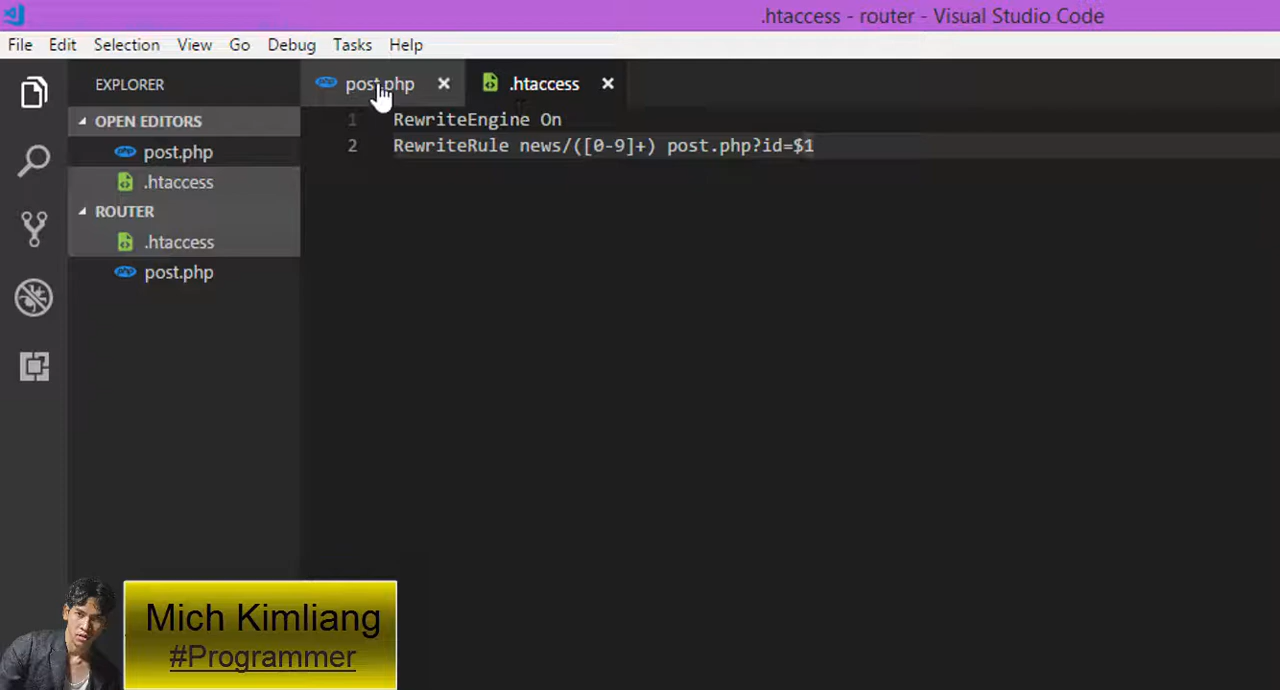 .htaccess - router - Visual Studio Code
File Edit Selection View Go Debug Tasks Help
EXPLORER
OPEN EDITORS
post.php
.htaccess
ROUTER
.htaccess
post.php
post.php .htaccess
1 RewriteEngine On
2 RewriteRule news/([0-9]+) post.php?id=$1
Mich Kimliang
#Programmer